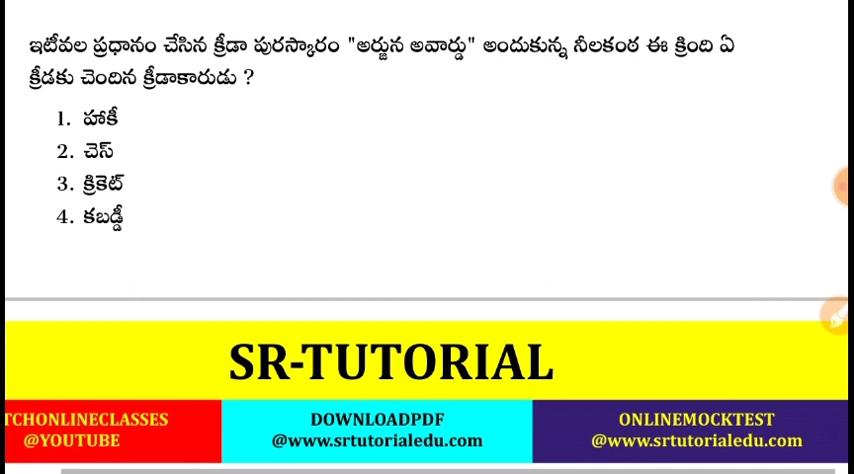 ఇటీవల ప్రధానం చేసిన క్రీడా పురస్కారం "అర్జున అవార్డు" అందుకున్న నీలకంఠ ఈ క్రింది ఏ
క్రీడకు చెందిన క్రీడాకారుడు ?
1. హాకీ
2. చెస్
3. క్రికెట్
4. కబడ్డీ
SR-TUTORIAL
TCHONLINECLASSES
@YOUTUBE
DOWNLOADPDF
@www.srtutorialedu.com
ONLINEMOCKTEST
@www.srtutorialedu.com